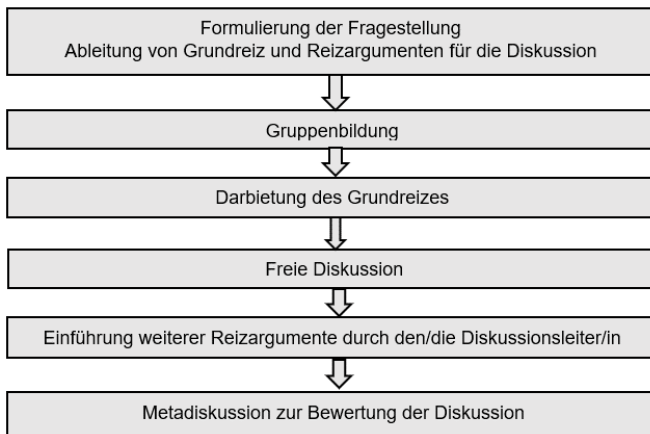 Formulierung der Fragestellung
Ableitung von Grundreiz und Reizargumenten für die Diskussion
Gruppenbildung
Darbietung des Grundreizes
Freie Diskussion
Einführung weiterer Reizargumente durch den/die Diskussionsleiter/in
Metadiskussion zur Bewertung der Diskussion